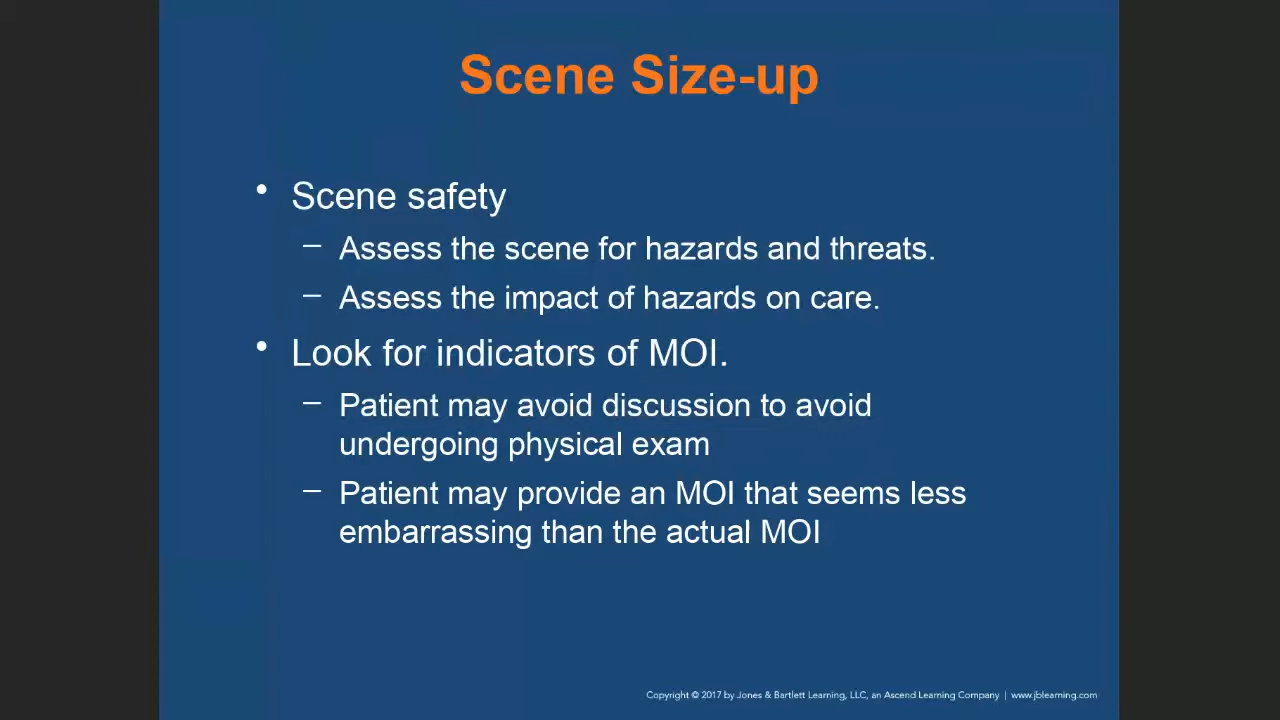 Scene Size-up
• Scene safety
– Assess the scene for hazards and threats.
– Assess the impact of hazards on care.
• Look for indicators of MOI.
– Patient may avoid discussion to avoid
undergoing physical exam
– Patient may provide an MOI that seems less
embarrassing than the actual MOI
Copyright © 2017 by Jones & Bartlett Learning, LLC, an Ascend Learning Company | www.jblearning.com